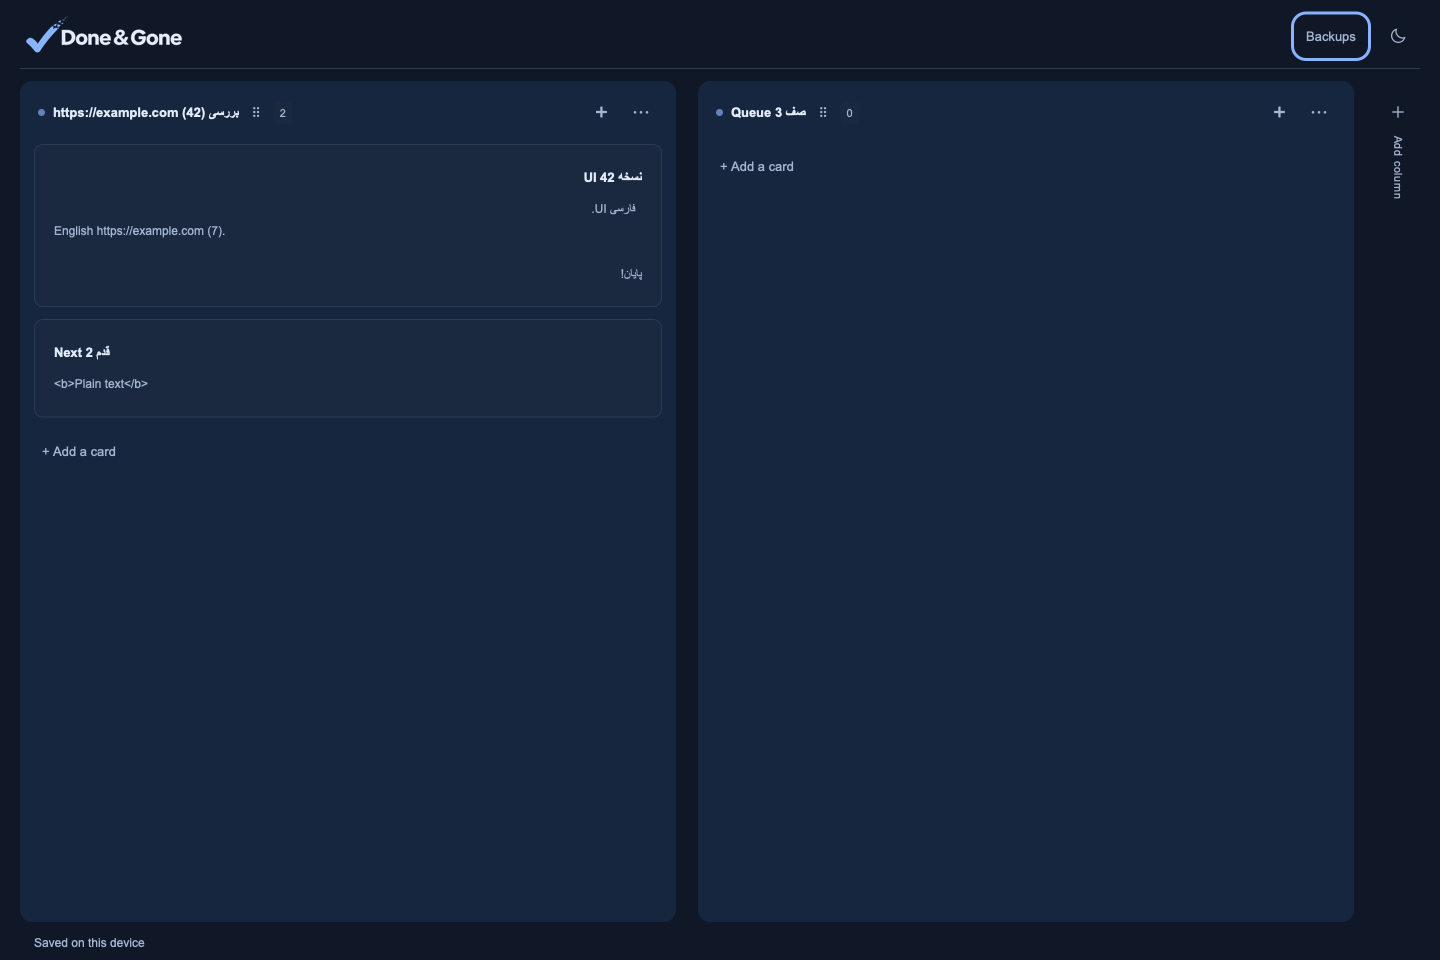 Done & Gone
Backups
https://example.com (42) بررسی
2
نسخه UI 42
فارسی UI.
English https://example.com (7).
پایان!
Next 2 قدم
<b>Plain text</b>
+ Add a card
Queue 3 صف
0
+ Add a card
Add column
Saved on this device